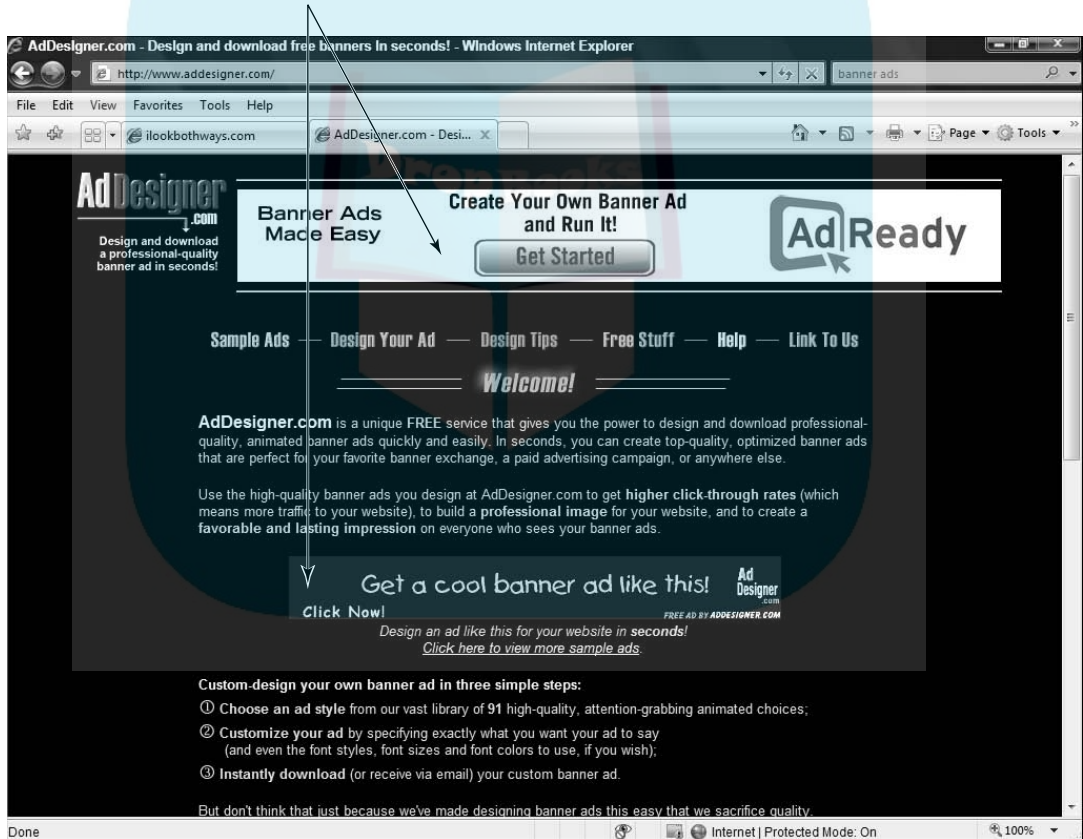 AdDesigner.com - Design and download free banners in seconds! - Windows Internet Explorer
http://www.addesigner.com/
banner ads
File Edit View Favorites Tools Help
ilookbothways.com
AdDesigner.com - Desi...
Page
Tools
DropBooks
AdDesigner
.com
Design and download
a professional-quality
banner ad in seconds!
Banner Ads
Made Easy
Create Your Own Banner Ad
and Run It!
Get Started
AdReady
Sample Ads — Design Your Ad — Design Tips — Free Stuff — Help — Link To Us
Welcome!
AdDesigner.com is a unique FREE service that gives you the power to design and download professional-
quality, animated banner ads quickly and easily. In seconds, you can create top-quality, optimized banner ads
that are perfect for your favorite banner exchange, a paid advertising campaign, or anywhere else.
Use the high-quality banner ads you design at AdDesigner.com to get higher click-through rates (which
means more traffic to your website), to build a professional image for your website, and to create a
favorable and lasting impression on everyone who sees your banner ads.
Get a cool banner ad like this!
Ad
Designer
.com
Click Now!
FREE AD BY ADDESIGNER.COM
Design an ad like this for your website in seconds!
Click here to view more sample ads.
Custom-design your own banner ad in three simple steps:
① Choose an ad style from our vast library of 91 high-quality, attention-grabbing animated choices;
② Customize your ad by specifying exactly what you want your ad to say
(and even the font styles, font sizes and font colors to use, if you wish);
③ Instantly download (or receive via email) your custom banner ad.
But don't think that just because we've made designing banner ads this easy that we sacrifice quality.
Done
Internet | Protected Mode: On
100%